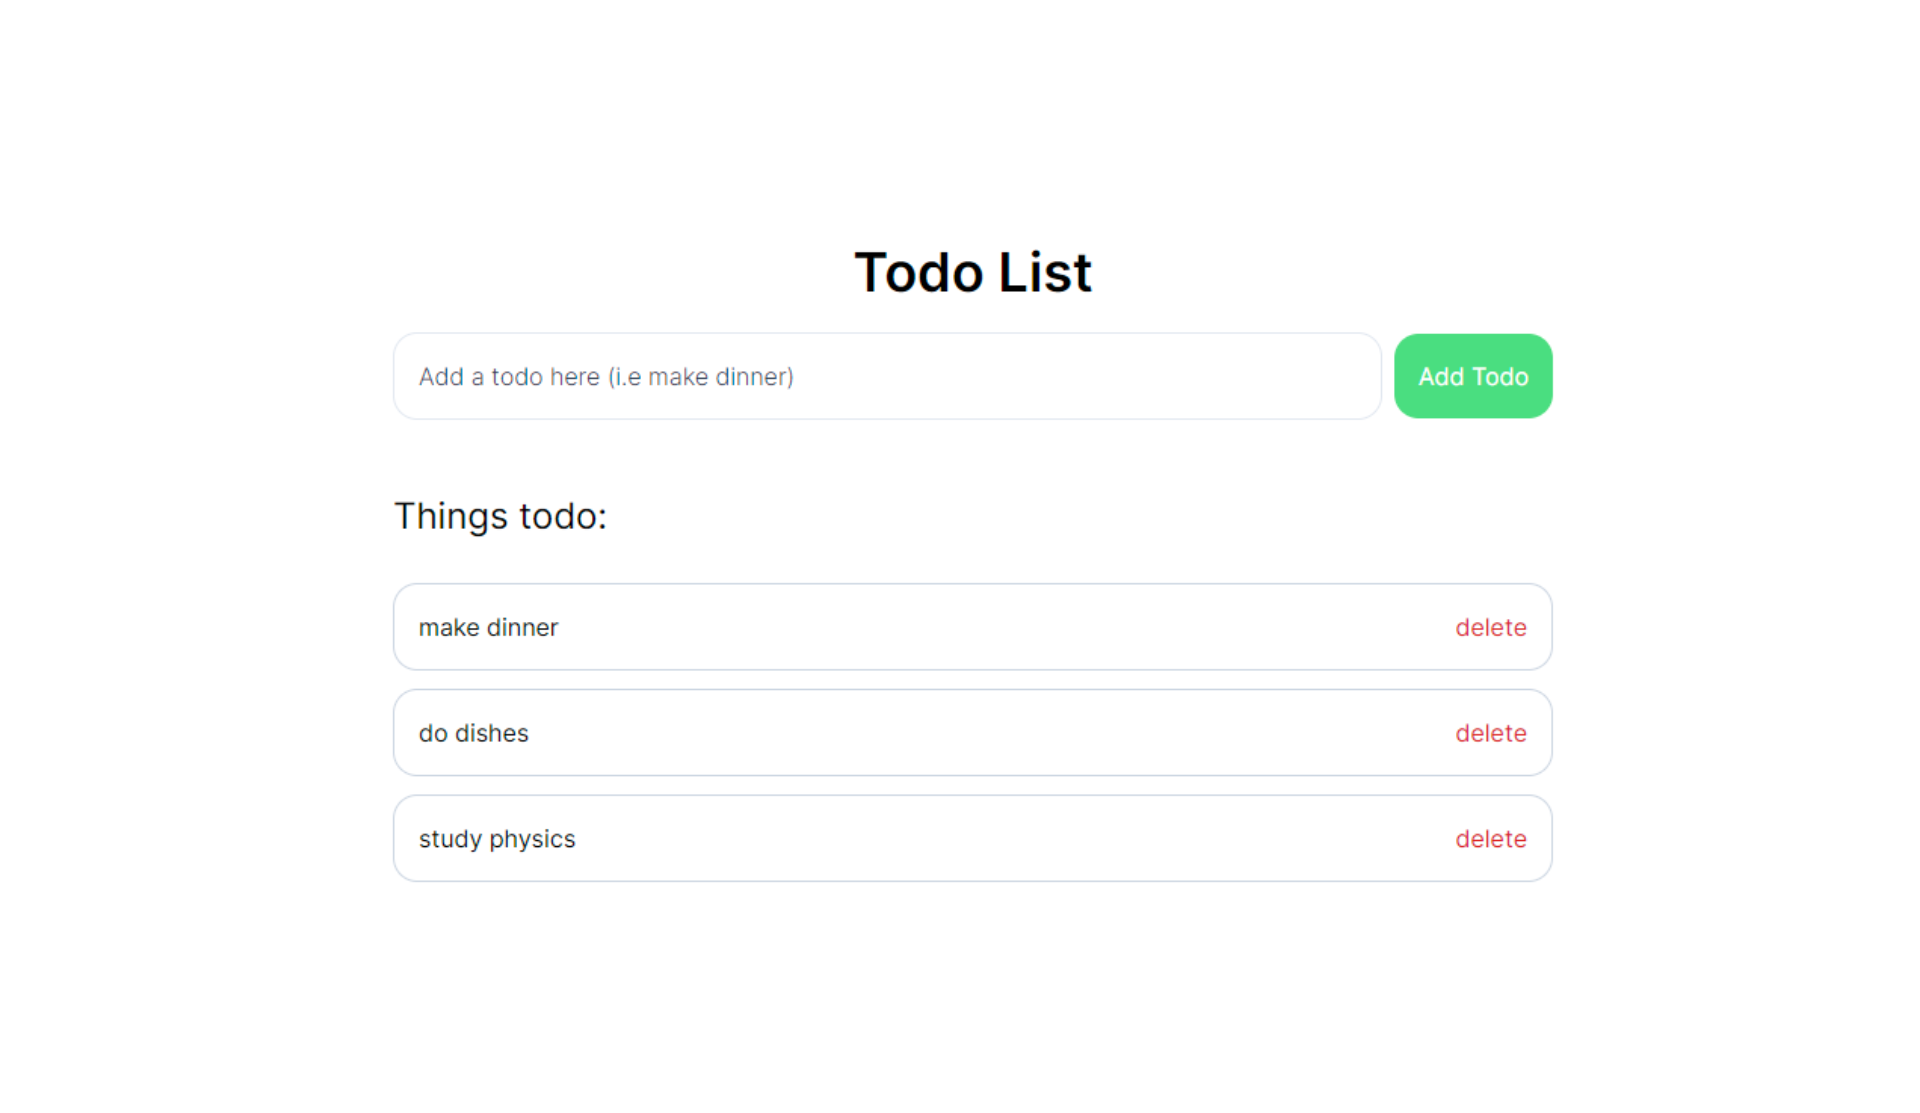 Todo List
Add a todo here (i.e make dinner)
Add Todo
Things todo:
make dinner
delete
do dishes
delete
study physics
delete